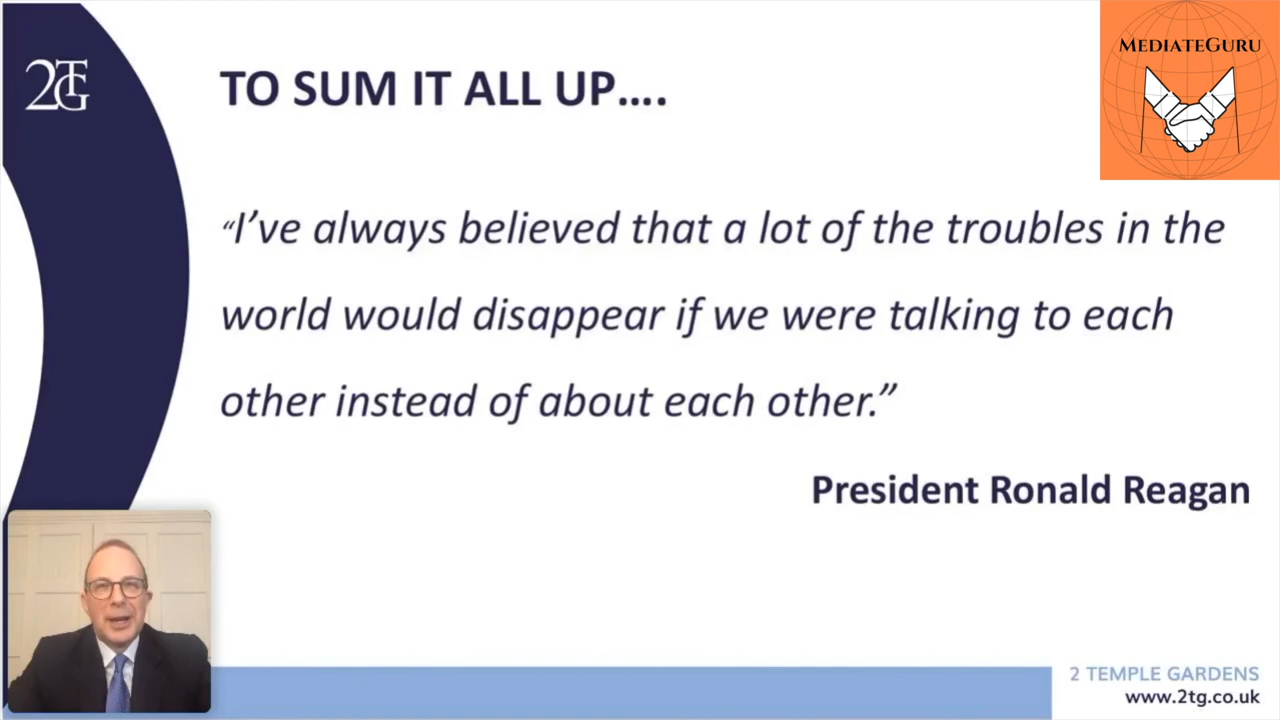 2TG
MEDIATEGURU
TO SUM IT ALL UP….
“I’ve always believed that a lot of the troubles in the
world would disappear if we were talking to each
other instead of about each other.”
President Ronald Reagan
2 TEMPLE GARDENS
www.2tg.co.uk